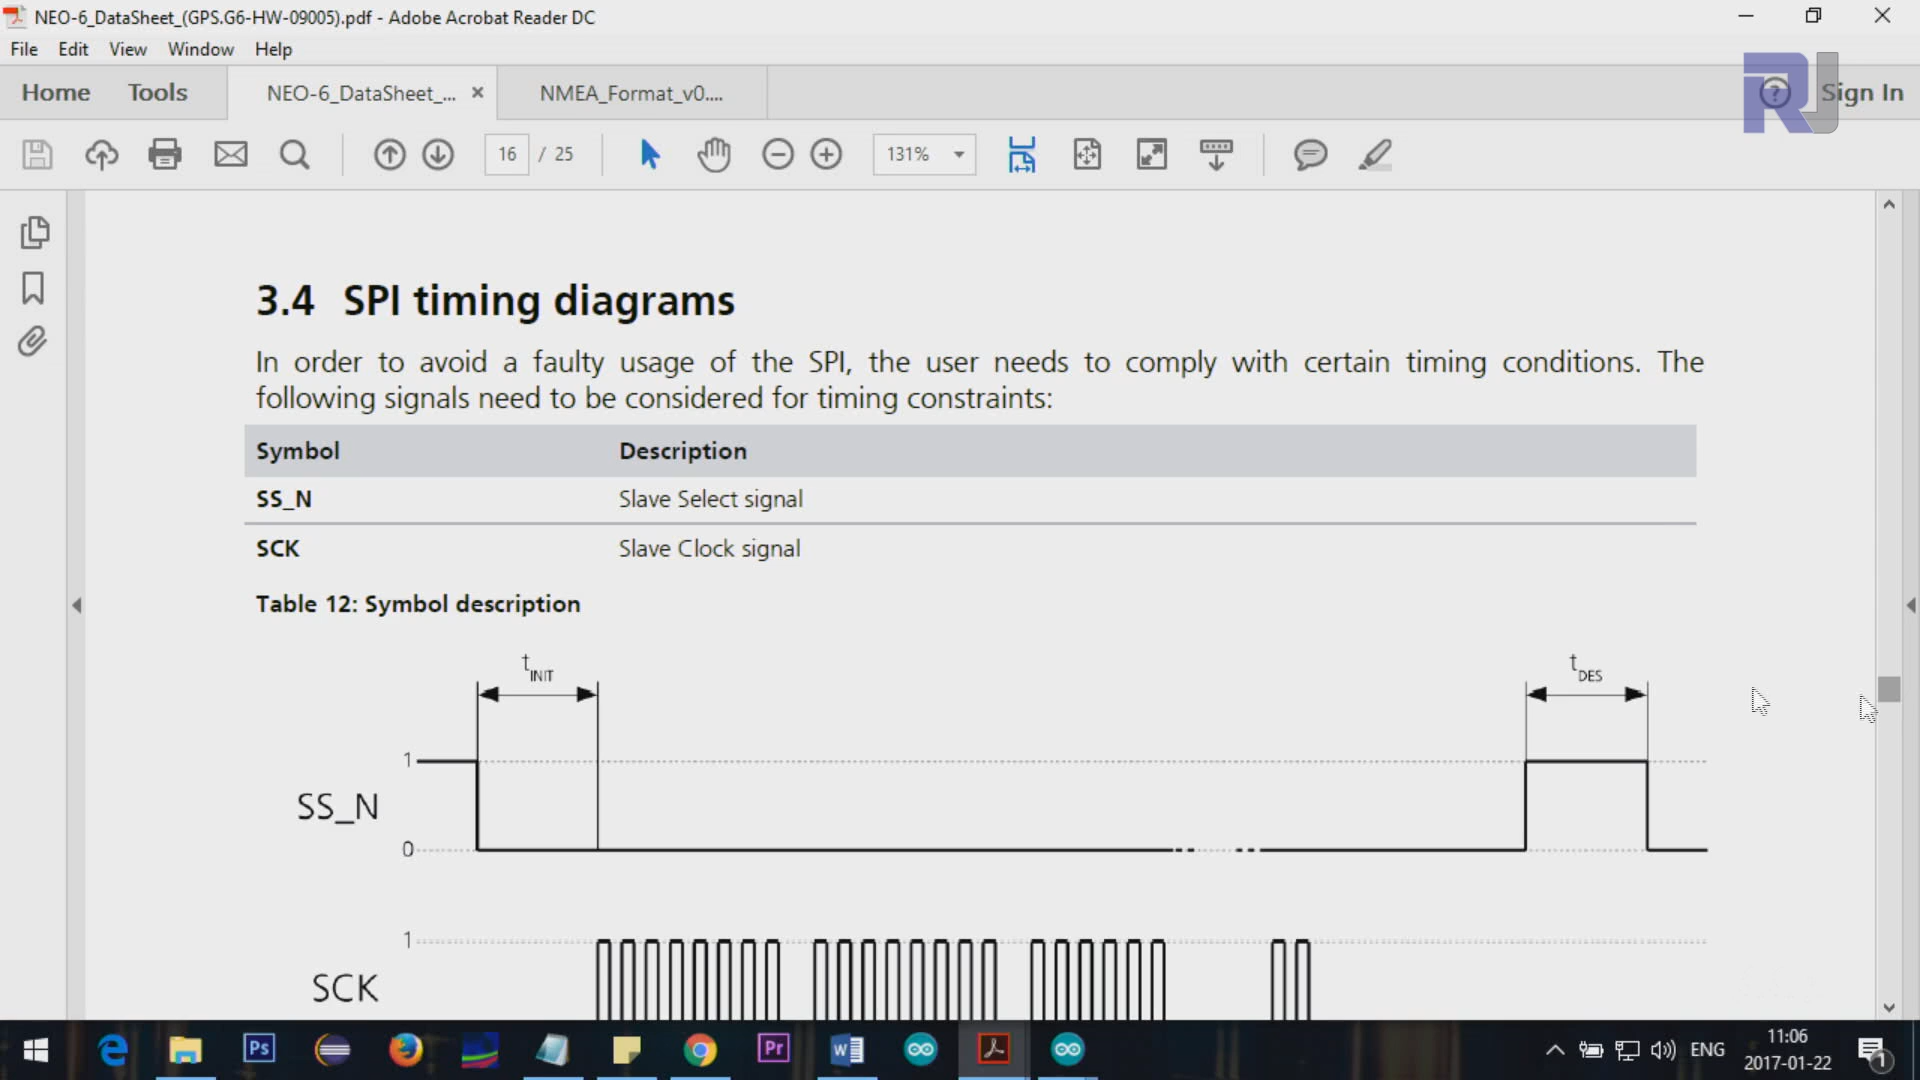 NEO-6_DataSheet_(GPS.G6-HW-09005).pdf - Adobe Acrobat Reader DC
File Edit View Window Help
RJ
Home Tools NEO-6_DataSheet_... × NMEA_Format_v0.... ? Sign In
16 / 25 131%
3.4 SPI timing diagrams
In order to avoid a faulty usage of the SPI, the user needs to comply with certain timing conditions. The
following signals need to be considered for timing constraints:
Symbol Description
SS_N Slave Select signal
SCK Slave Clock signal
Table 12: Symbol description
tINIT tDES
1
SS_N
0
1
SCK
Ps Pr W ENG 11:06
2017-01-22 1